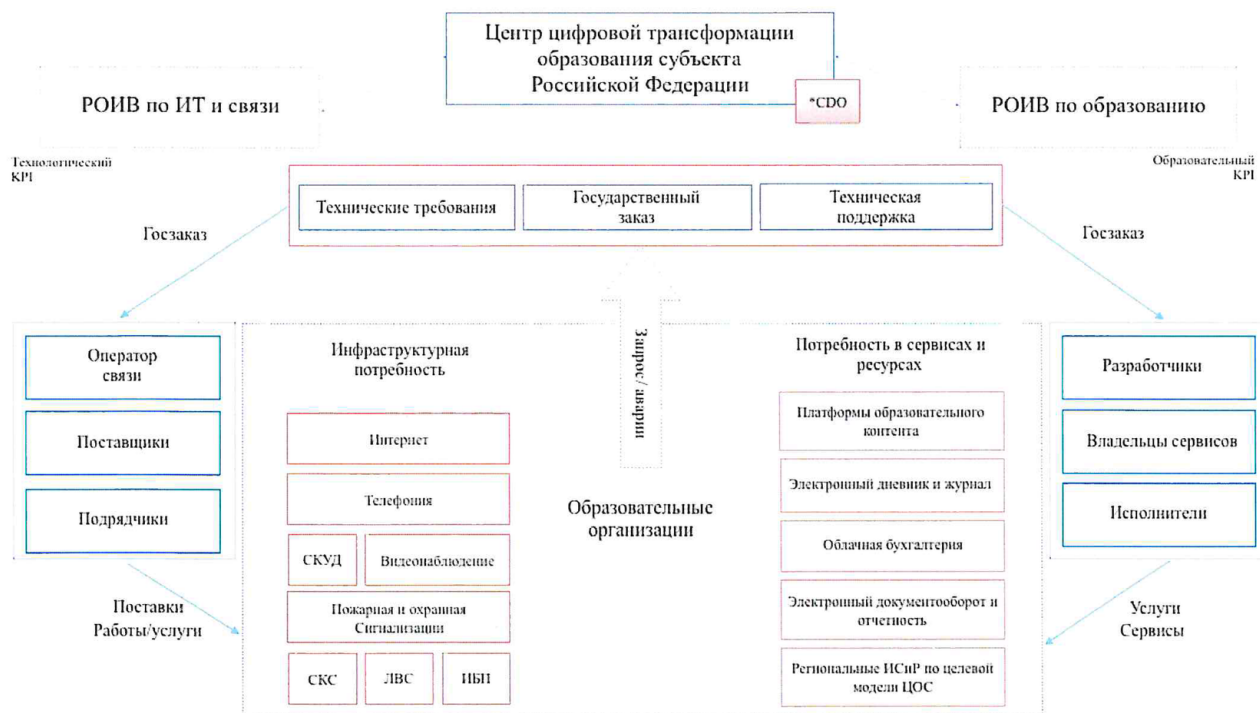 Центр цифровой трансформации
образования субъекта
Российской Федерации
*CDO
РОИВ по ИТ и связи
РОИВ по образованию
Технологический
KPI
Образовательный
KPI
Технические требования
Государственный
заказ
Техническая
поддержка
Госзаказ
Госзаказ
Запрос/ аварии
Оператор
связи
Поставщики
Подрядчики
Инфраструктурная
потребность
Интернет
Телефония
СКУД
Видеонаблюдение
Пожарная и охранная
Сигнализации
СКС
ЛВС
ИБП
Образовательные
организации
Потребность в сервисах и
ресурсах
Платформы образовательного
контента
Электронный дневник и журнал
Облачная бухгалтерия
Электронный документооборот и
отчетность
Региональные ИСиР по целевой
модели ЦОС
Разработчики
Владельцы сервисов
Исполнители
Поставки
Работы/услуги
Услуги
Сервисы